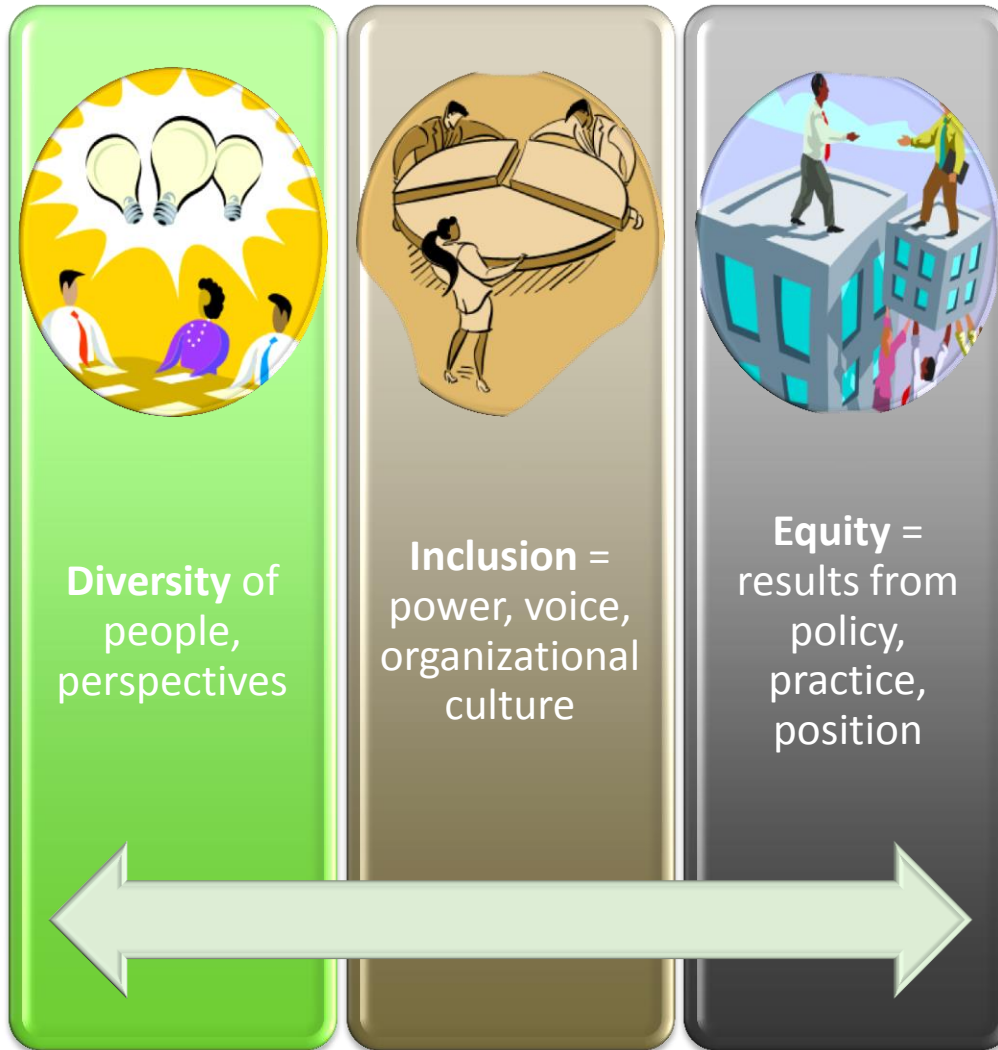 Diversity of
people,
perspectives
Inclusion =
power, voice,
organizational
culture
Equity =
results from
policy,
practice,
position